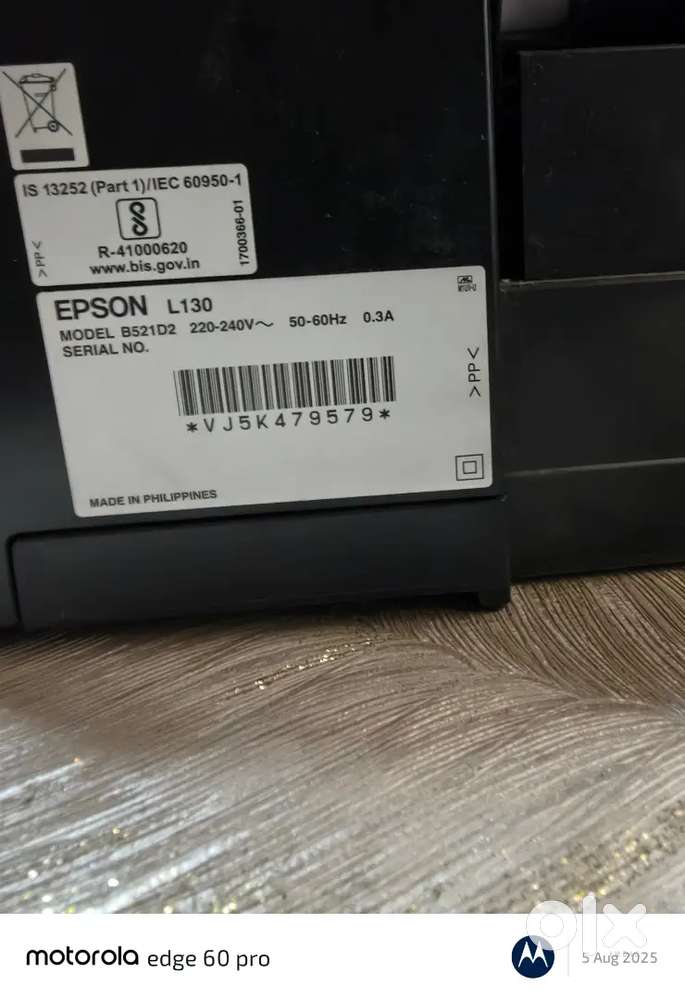 IS 13252 (Part 1)/IEC 60950-1
R-41000620
www.bis.gov.in
>PP<
1700366-01
EPSON L130
MODEL B521D2 220-240V～ 50-60Hz 0.3A
SERIAL NO.
*VJ5K479579*
>PP<
MADE IN PHILIPPINES
motorola edge 60 pro
5 Aug 2025
olx